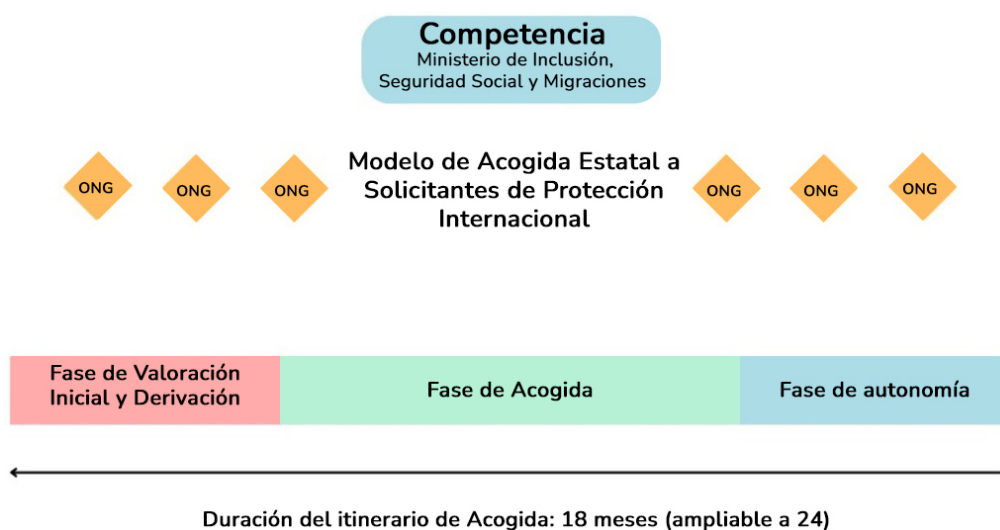 Competencia
Ministerio de Inclusión,
Seguridad Social y Migraciones
ONG
ONG
ONG
Modelo de Acogida Estatal a
Solicitantes de Protección
Internacional
ONG
ONG
ONG
Fase de Valoración
Inicial y Derivación
Fase de Acogida
Fase de autonomía
Duración del itinerario de Acogida: 18 meses (ampliable a 24)